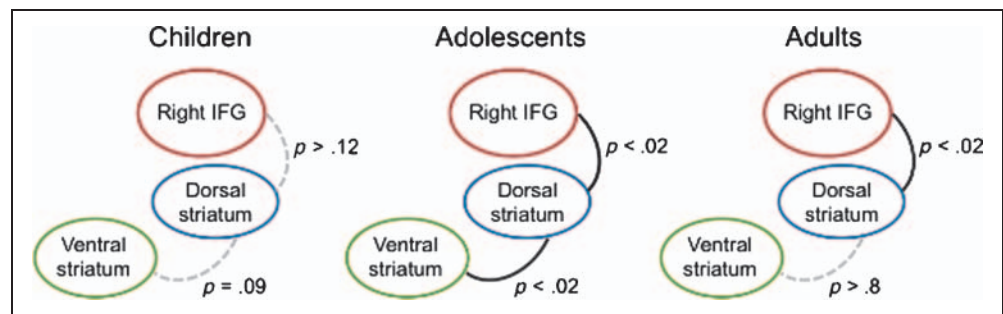 Children
Right IFG
p > .12
Dorsal
striatum
Ventral
striatum
p = .09
Adolescents
Right IFG
p < .02
Dorsal
striatum
Ventral
striatum
p < .02
Adults
Right IFG
p < .02
Dorsal
striatum
Ventral
striatum
p > .8